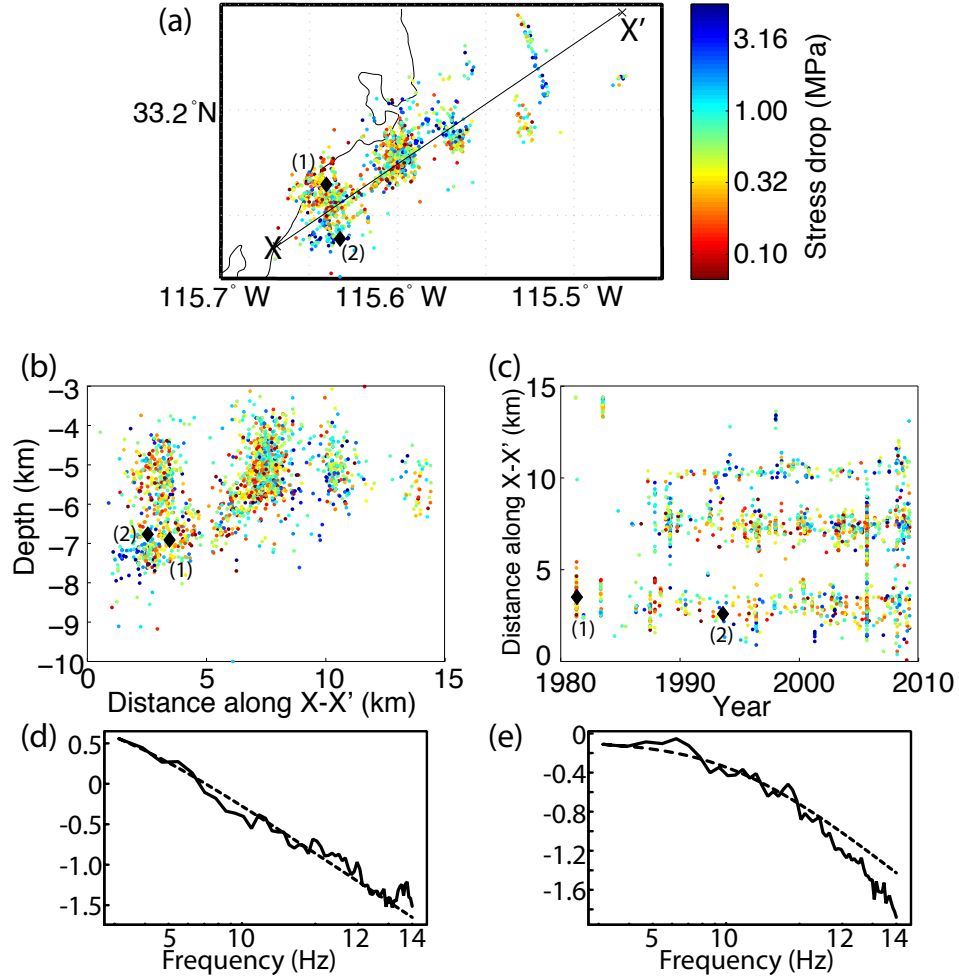 (a)
X'
33.2°N
(1)
X
(2)
115.7°W
115.6°W
115.5°W
3.16
1.00
0.32
0.10
Stress drop (MPa)
(b)
−3
−4
−5
−6
−7
−8
−9
−10
Depth (km)
(2)
(1)
0
5
10
15
Distance along X-X’ (km)
(c)
15
10
5
0
Distance along X-X’ (km)
(1)
(2)
1980
1990
2000
2010
Year
(d)
0.5
0
-0.5
-1.0
-1.5
5
10
12
14
Frequency (Hz)
(e)
0
-0.4
-0.8
-1.2
-1.6
5
10
12
14
Frequency (Hz)